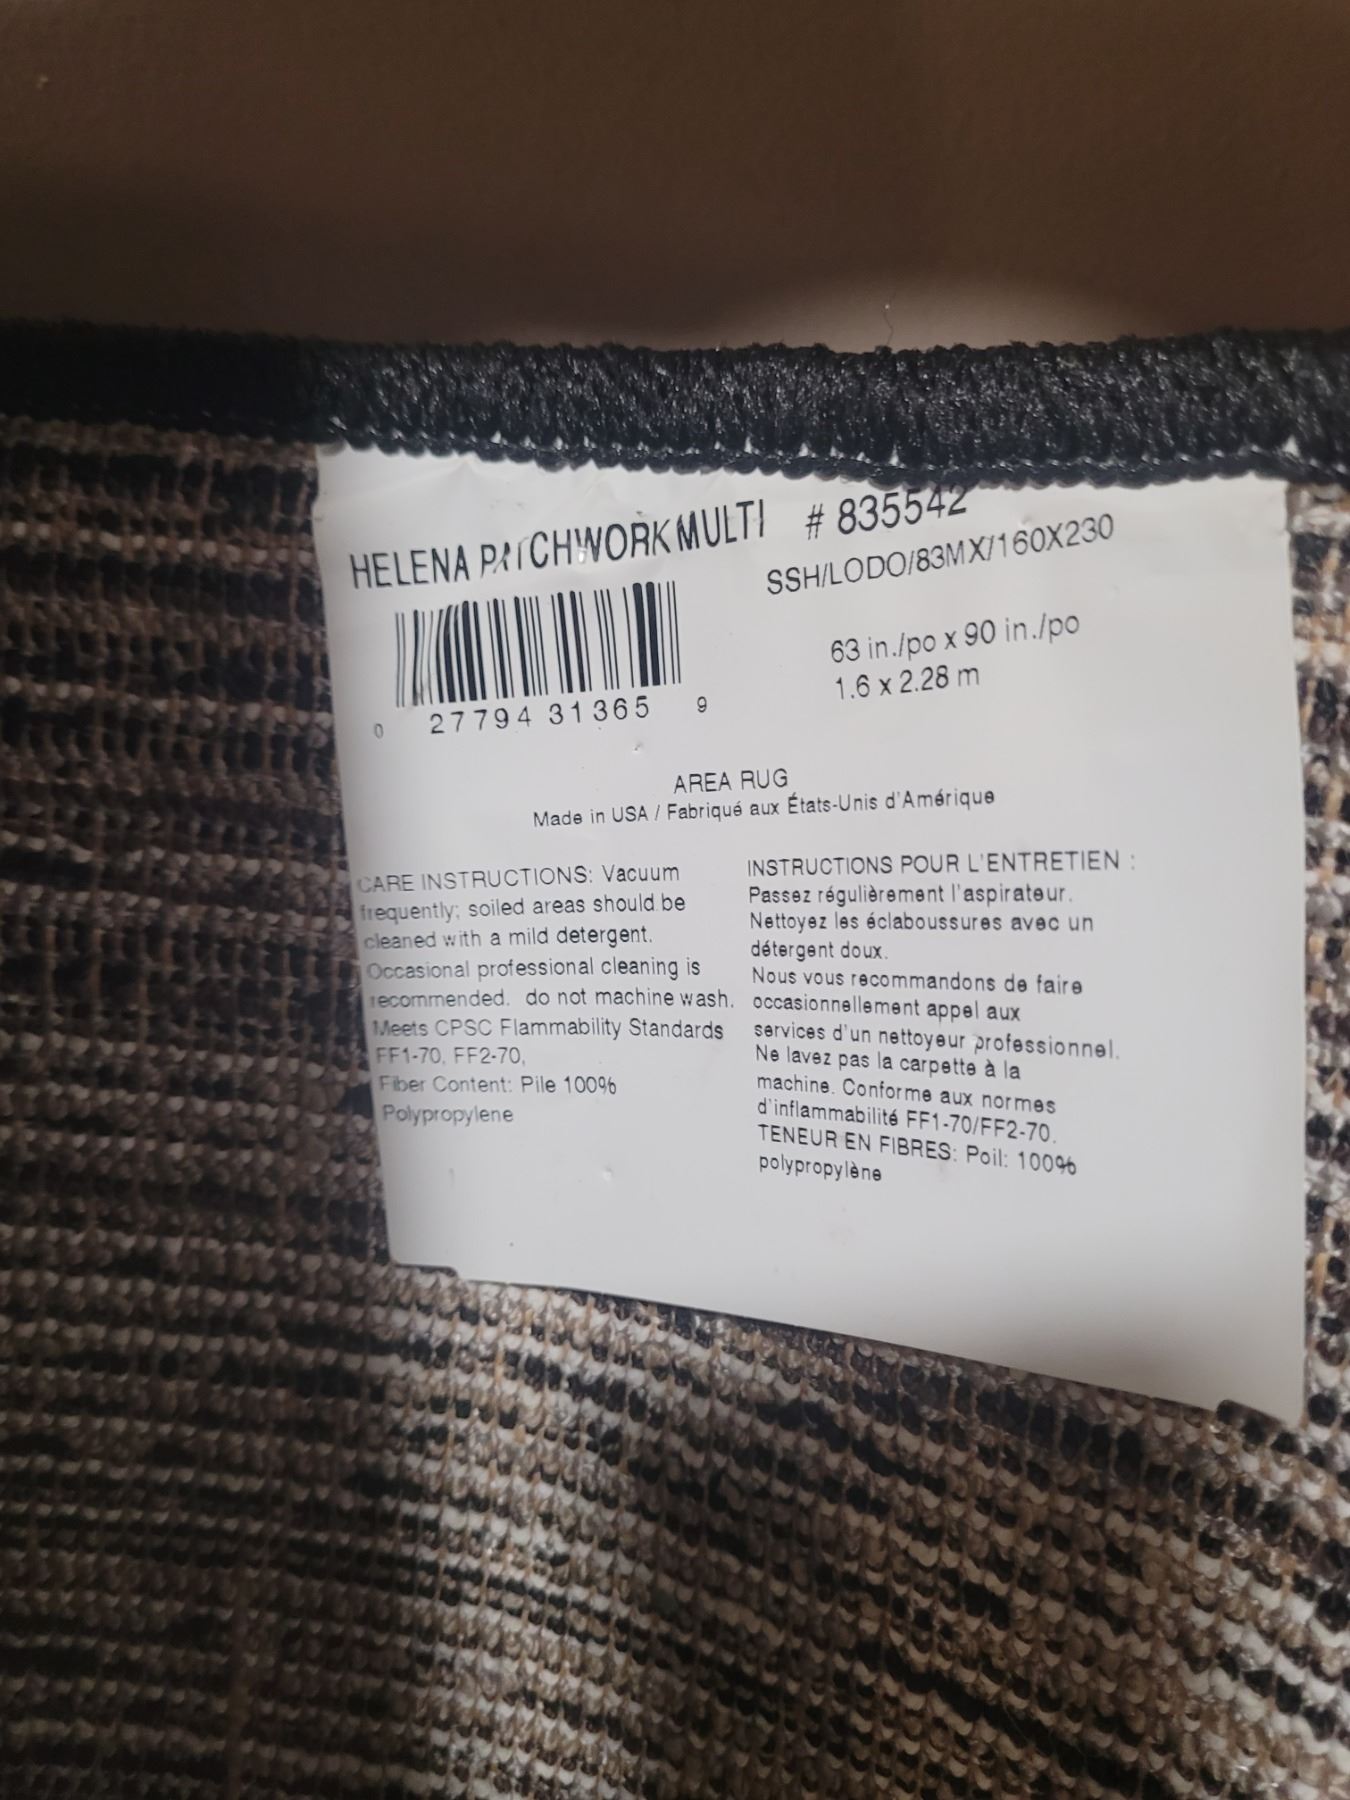 HELENA PATCHWORK MULTI # 835542
SSH/LODO/83MX/160X230
0 27794 31365 9
63 in./po x 90 in./po
1.6 x 2.28 m
AREA RUG
Made in USA / Fabriqué aux États-Unis d'Amérique
CARE INSTRUCTIONS: Vacuum
frequently; soiled areas should be
cleaned with a mild detergent.
Occasional professional cleaning is
recommended. do not machine wash.
Meets CPSC Flammability Standards
FF1-70, FF2-70,
Fiber Content: Pile 100%
Polypropylene
INSTRUCTIONS POUR L'ENTRETIEN :
Passez régulièrement l'aspirateur.
Nettoyez les éclaboussures avec un
détergent doux.
Nous vous recommandons de faire
occasionnellement appel aux
services d'un nettoyeur professionnel.
Ne lavez pas la carpette à la
machine. Conforme aux normes
d'inflammabilité FF1-70/FF2-70.
TENEUR EN FIBRES: Poil: 100%
polypropylène